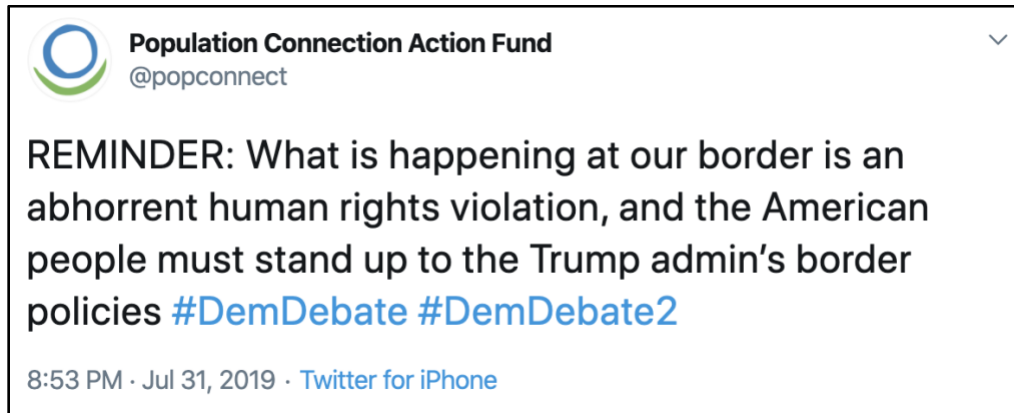 Population Connection Action Fund
@popconnect
REMINDER: What is happening at our border is an
abhorrent human rights violation, and the American
people must stand up to the Trump admin’s border
policies #DemDebate #DemDebate2
8:53 PM · Jul 31, 2019 · Twitter for iPhone